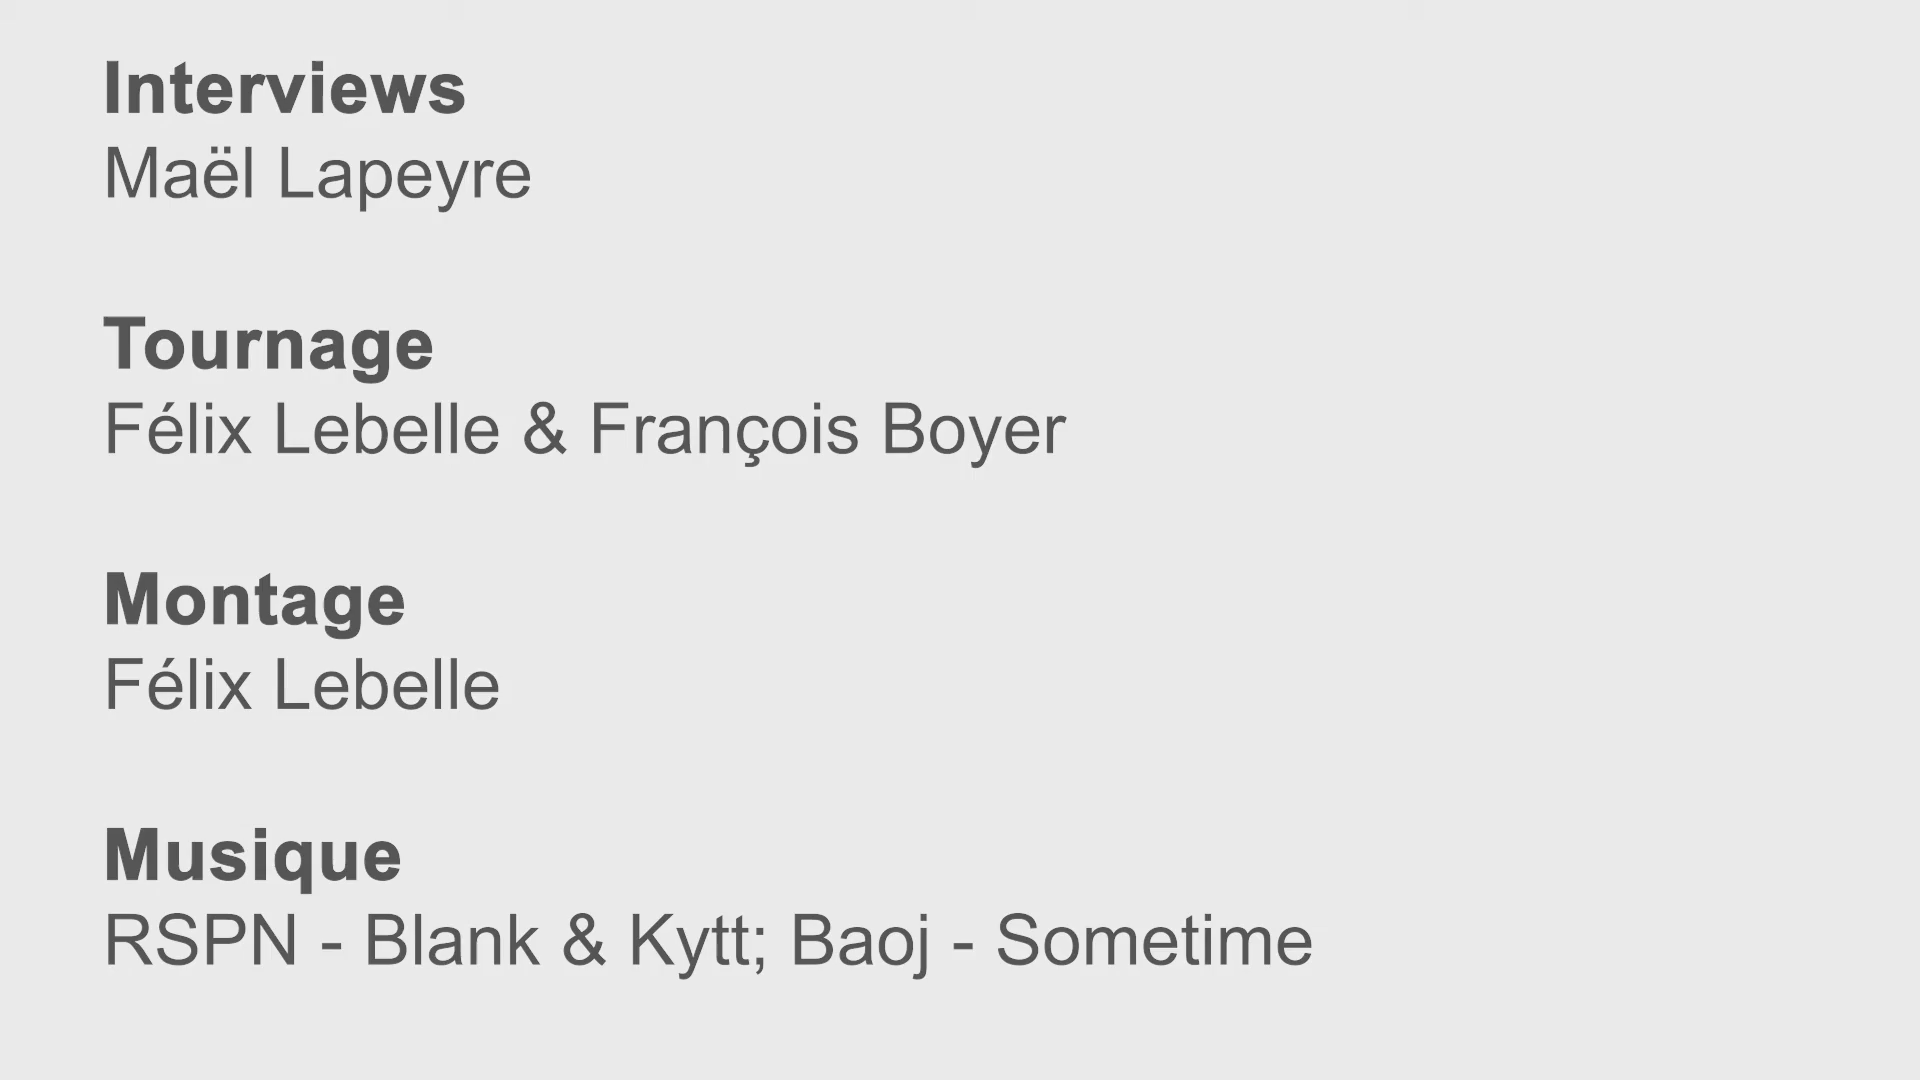 Interviews
Maël Lapeyre
Tournage
Félix Lebelle & François Boyer
Montage
Félix Lebelle
Musique
RSPN - Blank & Kytt; Baoj - Sometime